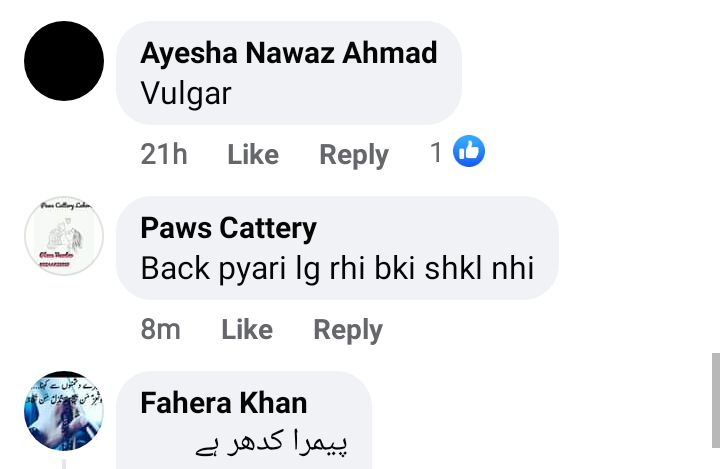 Ayesha Nawaz Ahmad
Vulgar
21h Like Reply 1
Paws Cattery
Back pyari lg rhi bki shkl nhi
8m Like Reply
Fahera Khan
پیمرا کدھر ہے